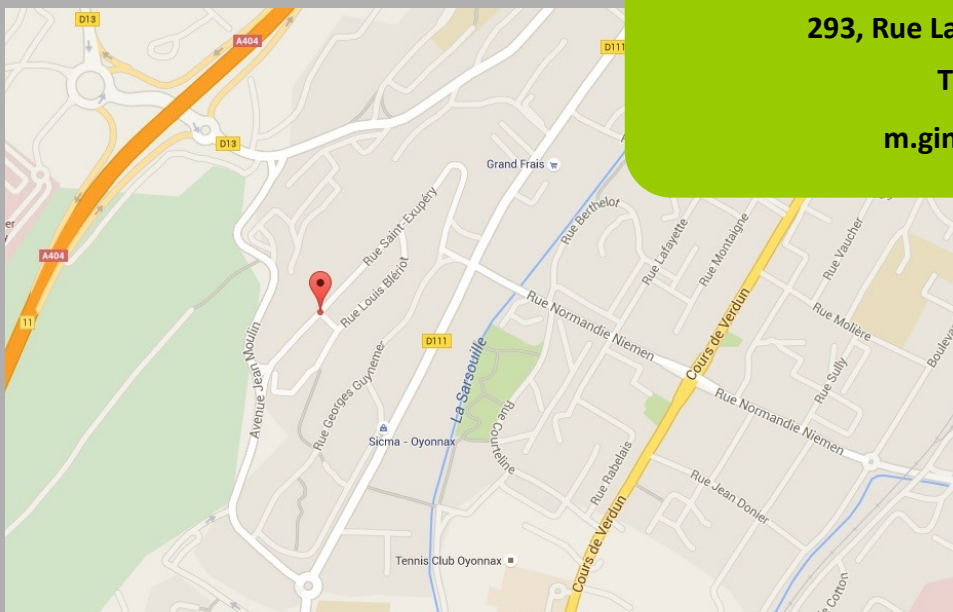 293, Rue La
T
m.gin
D13
A404
D111
D13
Grand Frais
Rue Berthelot
Rue Saint-Exupéry
Rue Lafayette
Rue Montaigne
Rue Vaucher
A404
Rue Louis Blériot
Rue Normandie Niemen
Rue Molière
11
D111
Cours de Verdun
Boulev
Avenue Jean Moulin
La Sarsouille
Rue Georges Guynemer
Rue Sully
Rue Normandie Niemen
Sicma - Oyonnax
Rue Courteline
Rue Rabelais
Rue Jean Donier
Tennis Club Oyonnax
Cours de Verdun
Cotton